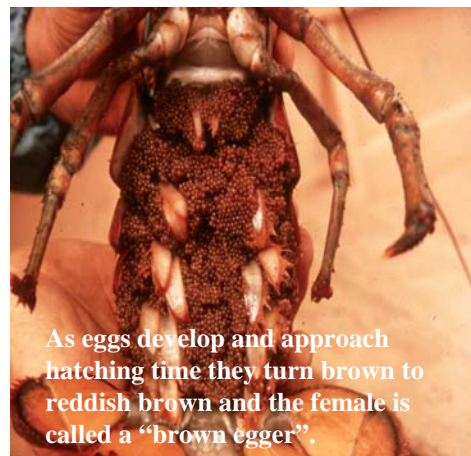 As eggs develop and approach
hatching time they turn brown to
reddish brown and the female is
called a “brown egger”.